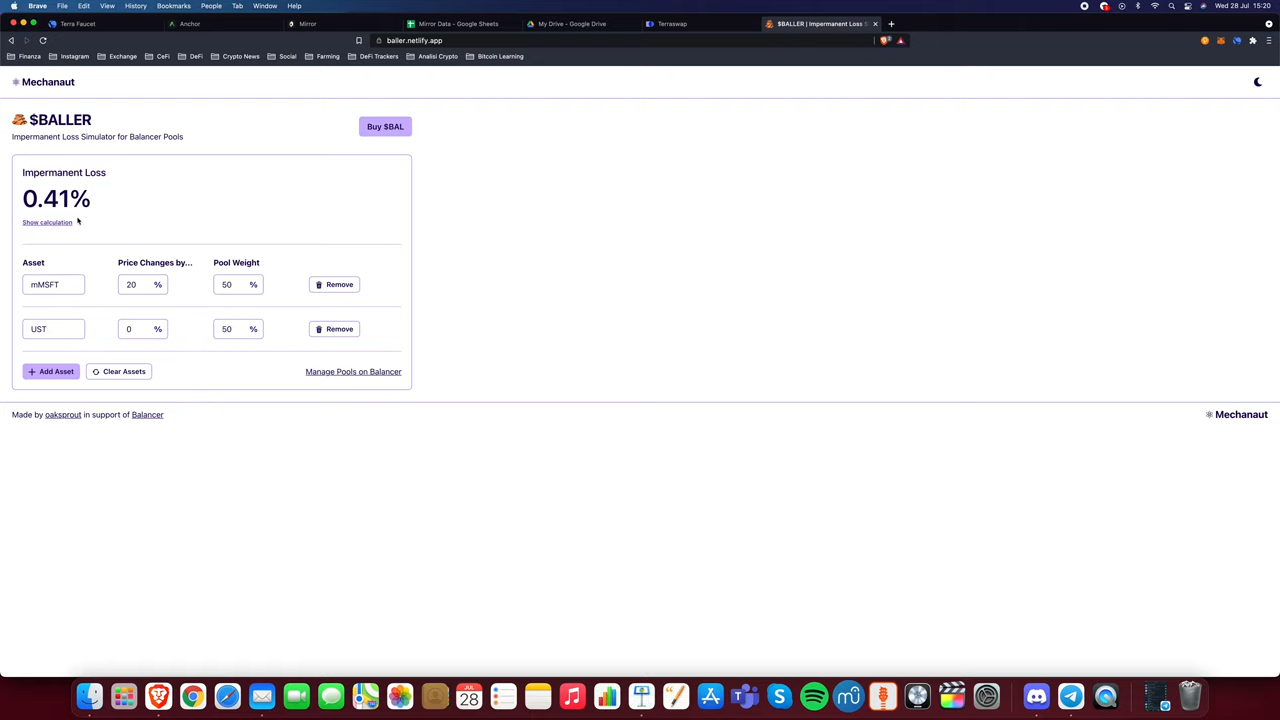 Brave File Edit View History Bookmarks People Tab Window Help Wed 28 Jul 15:20
Terra Faucet Anchor Mirror Mirror Data - Google Sheets My Drive - Google Drive Terraswap $BALLER | Impermanent Loss S
baller.netlify.app
Finanza Instagram Exchange CeFi DeFi Crypto News Social Farming DeFi Trackers Analisi Crypto Bitcoin Learning
Mechanaut
$BALLER
Buy $BAL
Impermanent Loss Simulator for Balancer Pools
Impermanent Loss
0.41%
Show calculation
Asset Price Changes by... Pool Weight
mMSFT 20 % 50 % Remove
UST 0 % 50 % Remove
+ Add Asset Clear Assets Manage Pools on Balancer
Made by oaksprout in support of Balancer Mechanaut
JUL
28